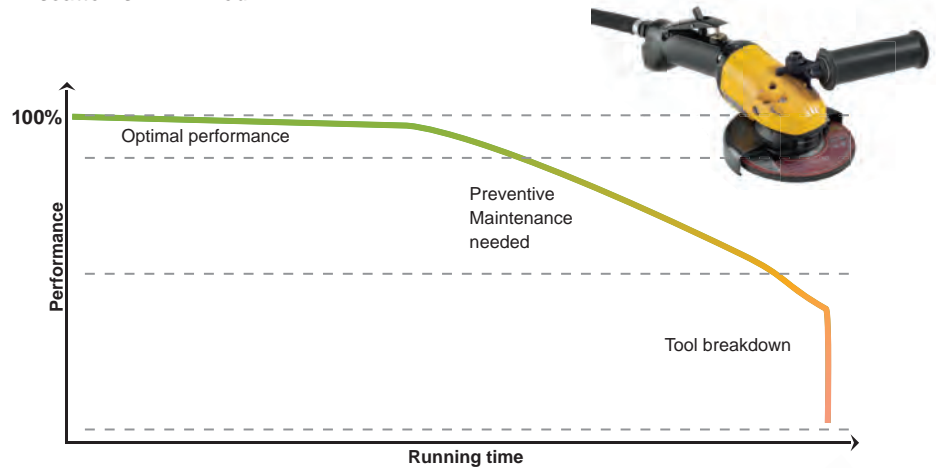 100%
Optimal performance
Preventive
Maintenance
needed
Tool breakdown
Performance
Running time